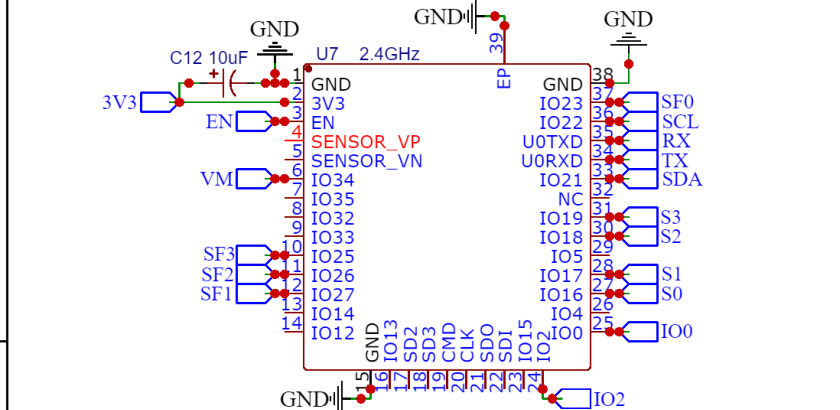 GND
39
GND
GND
C12 10uF
U7 2.4GHz
EP
1 GND
GND 38
3V3
2 3V3
IO23 37
SF0
EN
3 EN
IO22 36
SCL
4 SENSOR_VP
U0TXD 35
RX
5 SENSOR_VN
U0RXD 34
TX
VM
6 IO34
IO21 33
SDA
7 IO35
NC 32
8 IO32
IO19 31
S3
9 IO33
IO18 30
S2
SF3
10 IO25
IO5 29
SF2
11 IO26
IO17 28
S1
SF1
12 IO27
IO16 27
S0
13 IO14
IO4 26
14 IO12
IO0 25
IO0
GND 15
IO13 16
SD2 17
SD3 18
CMD 19
CLK 20
SDO 21
SDI 22
IO15 23
IO2 24
GND
IO2